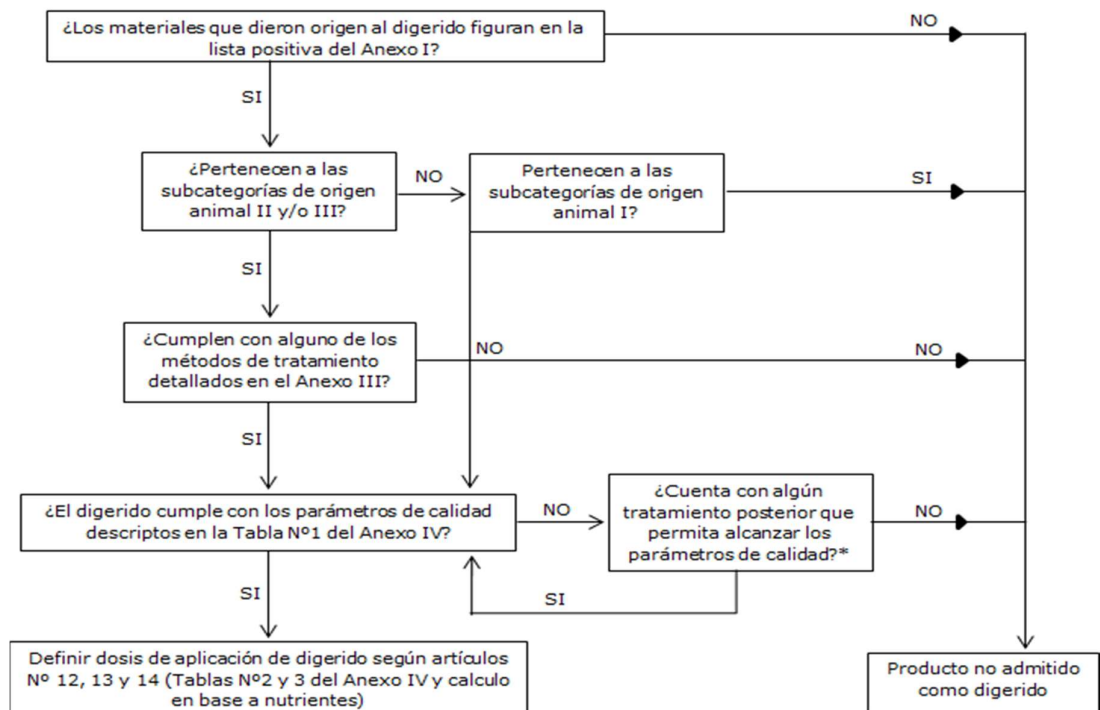 ¿Los materiales que dieron origen al digerido figuran en la
lista positiva del Anexo I?
NO
SI
¿Pertenecen a las
subcategorías de origen
animal II y/o III?
NO
Pertenecen a las
subcategorías de origen
animal I?
SI
SI
¿Cumplen con alguno de los
métodos de tratamiento
detallados en el Anexo III?
NO
NO
SI
¿El digerido cumple con los parámetros de calidad
descriptos en la Tabla Nº1 del Anexo IV?
NO
¿Cuenta con algún
tratamiento posterior que
permita alcanzar los
parámetros de calidad?*
NO
SI
SI
Definir dosis de aplicación de digerido según artículos
Nº 12, 13 y 14 (Tablas Nº2 y 3 del Anexo IV y calculo
en base a nutrientes)
Producto no admitido
como digerido